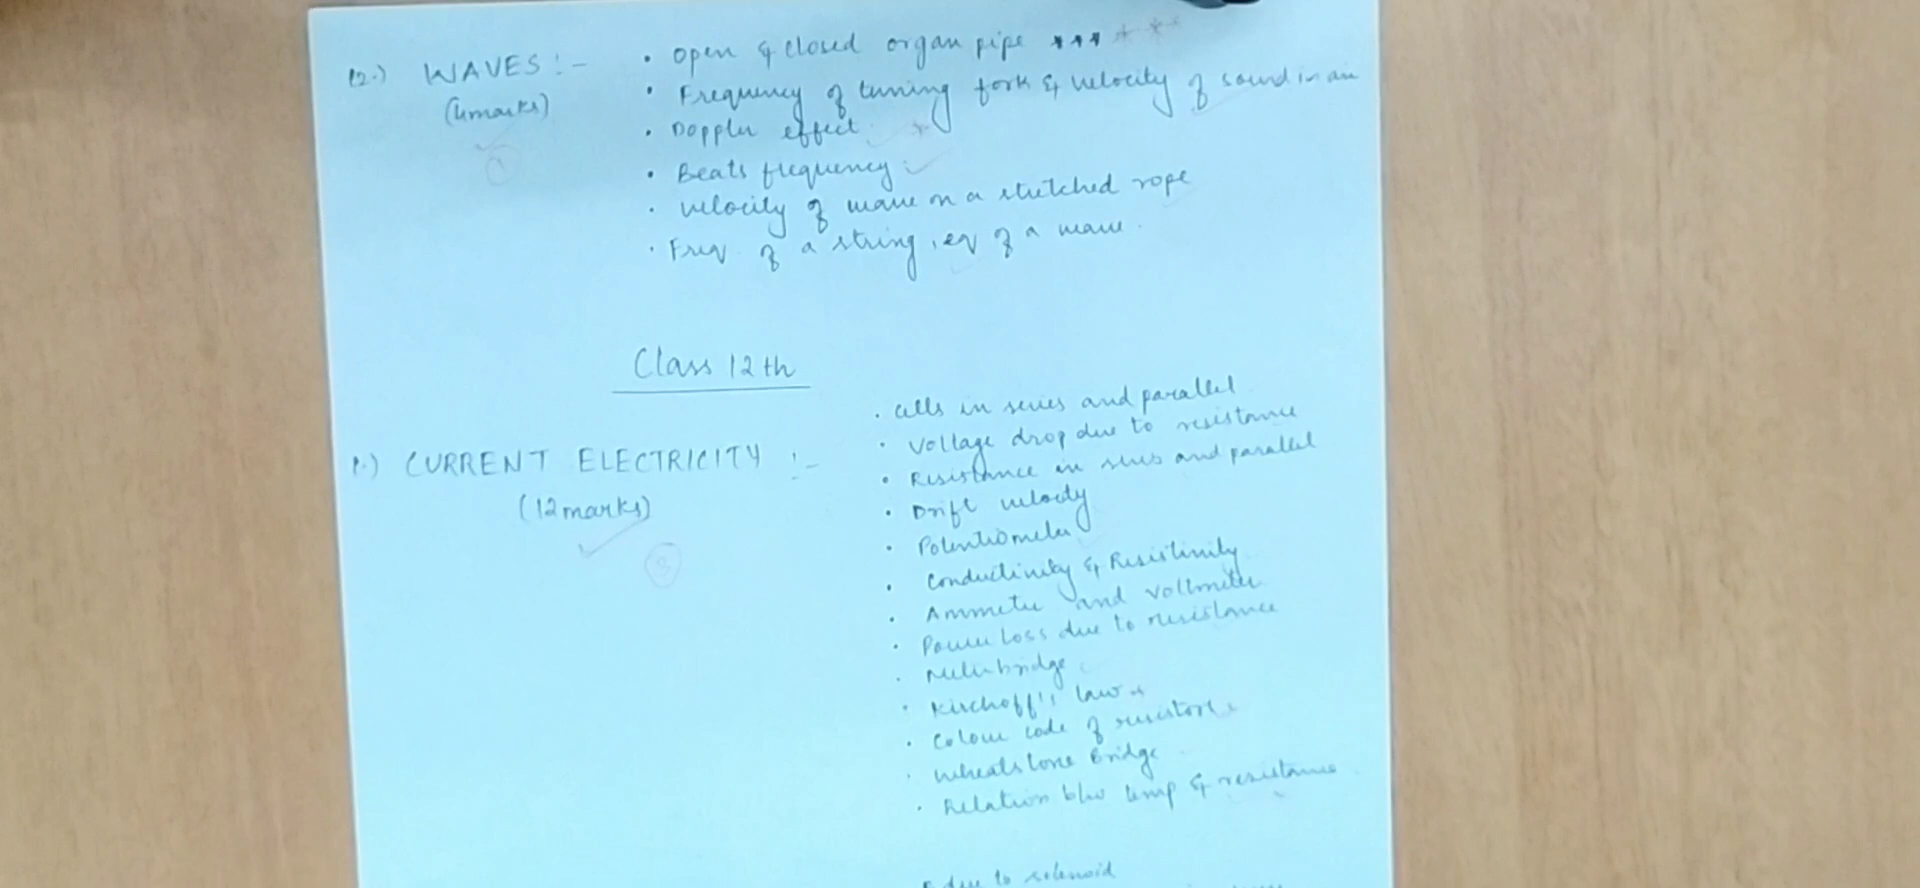 12.) WAVES :-
(4marks)
1
• Open & closed organ pipe ***  * * *
• Frequency of tuning fork & velocity of sound in air
• Doppler effect *
• Beats frequency
• velocity of wave on a stretched rope
• Freq. of a string, eq of a wave.
Class 12th
1.) CURRENT ELECTRICITY :-
(12marks)
3
• cells in series and parallel
• voltage drop due to resistance
• Resistance in series and parallel
• Drift velocity
• Potentiometer
• Conductivity & Resistivity
• Ammeter and voltmeter
• Power Loss due to resistance
• Meter bridge
• Kirchoff's law
• Colour code of resistors
• wheatstone Bridge
• Relation b/w temp & resistance
due to solenoid